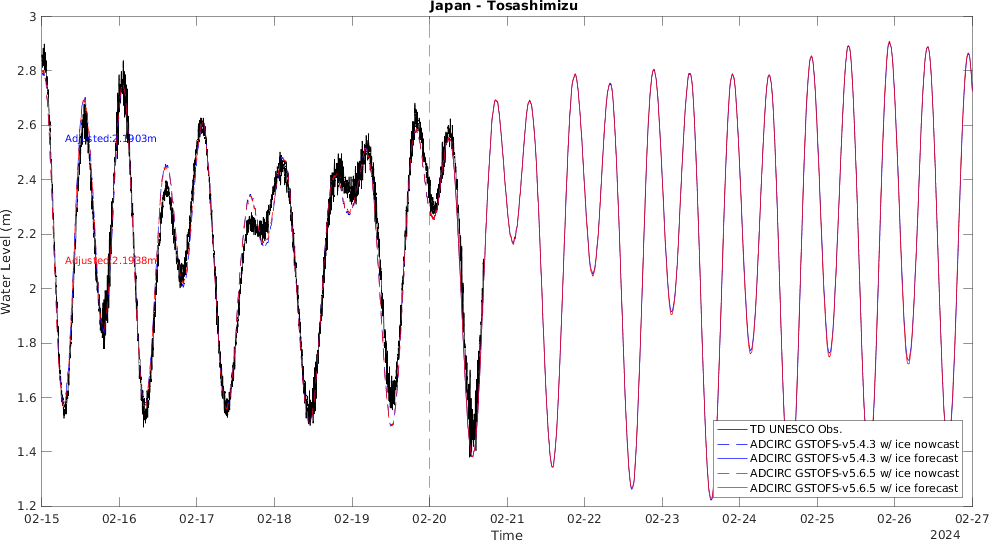 Japan - Tosashimizu
3
2.8
2.6
2.4
2.2
2
1.8
1.6
1.4
1.2
Water Level (m)
Adjusted:2.1903m
Adjusted:2.1938m
TD UNESCO Obs.
ADCIRC GSTOFS-v5.4.3 w/ ice nowcast
ADCIRC GSTOFS-v5.4.3 w/ ice forecast
ADCIRC GSTOFS-v5.6.5 w/ ice nowcast
ADCIRC GSTOFS-v5.6.5 w/ ice forecast
02-15 02-16 02-17 02-18 02-19 02-20 02-21 02-22 02-23 02-24 02-25 02-26 02-27
Time
2024